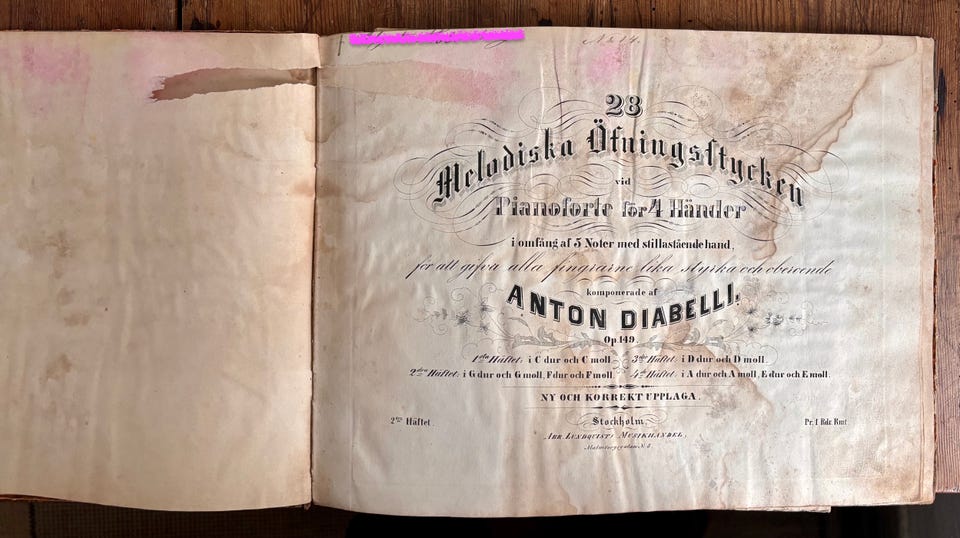 No 14.
28
Melodiska Öfningsstycken
vid
Pianoforte för 4 Händer
i omfång af 5 Noter med stillastående hand,
för att gifva alla fingrarne lika styrka och oberoende
komponerade af
ANTON DIABELLI.
Op. 149.
1sta Häftet: i C dur och C moll. 3dje Häftet: i D dur och D moll.
2dra Häftet: i G dur och G moll, F dur och F moll. 4de Häftet: i A dur och A moll, E dur och E moll.
NY OCH KORREKT UPPLAGA.
2dra Häftet. Pr. 1 Rdr. Rmt
Stockholm,
ABR. LUNDQUISTS MUSIKHANDEL,
Malmtorgsgatan N. 8.